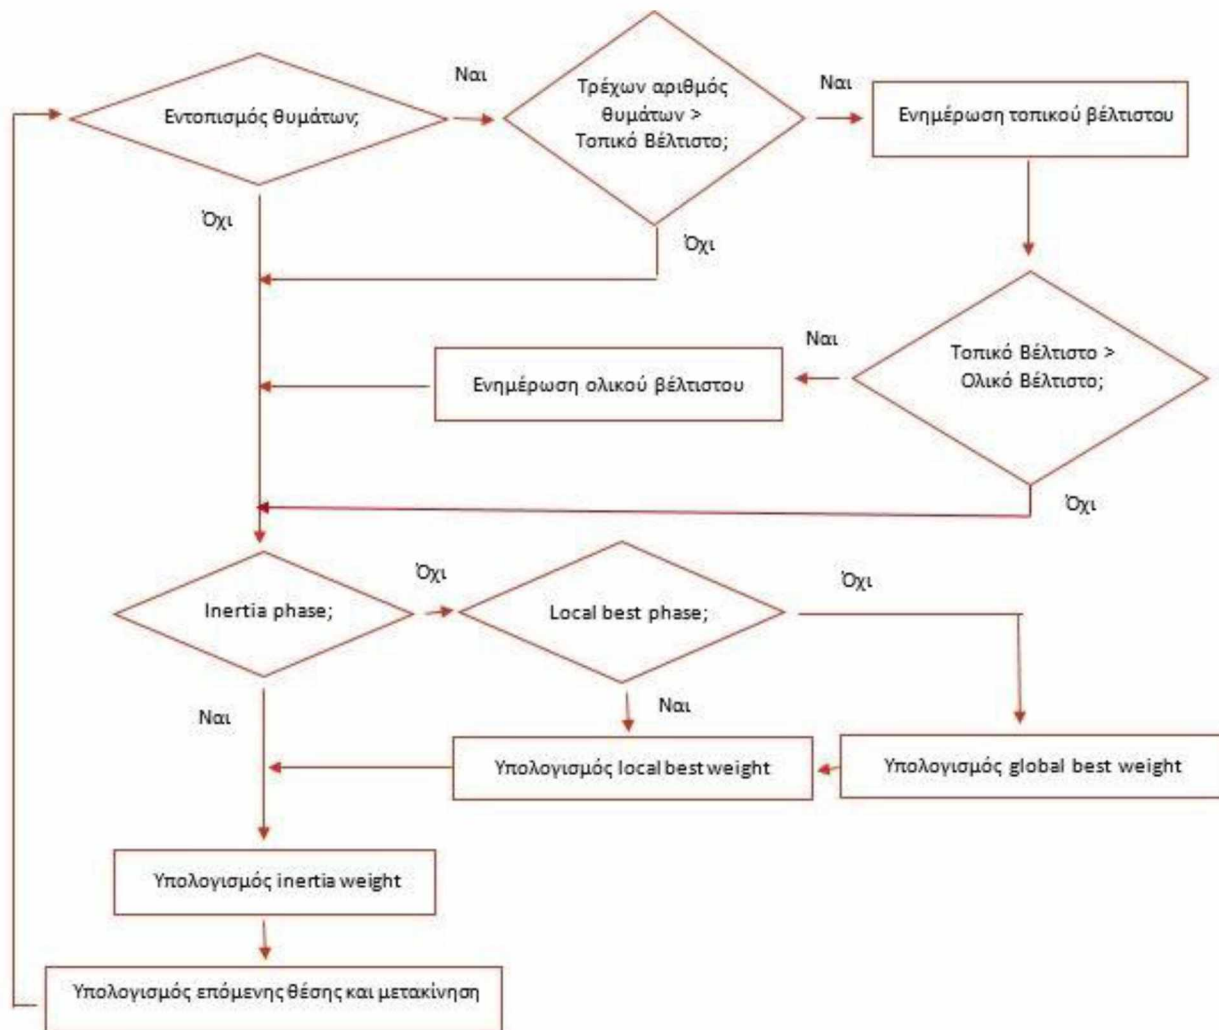 Εντοπισμός θυμάτων;
Ναι
Τρέχων αριθμός
θυμάτων >
Τοπικό Βέλτιστο;
Ναι
Ενημέρωση τοπικού βέλτιστου
Όχι
Όχι
Ναι
Τοπικό Βέλτιστο >
Ολικό Βέλτιστο;
Ενημέρωση ολικού βέλτιστου
Όχι
Inertia phase;
Όχι
Local best phase;
Όχι
Ναι
Ναι
Υπολογισμός local best weight
Υπολογισμός global best weight
Υπολογισμός inertia weight
Υπολογισμός επόμενης θέσης και μετακίνηση